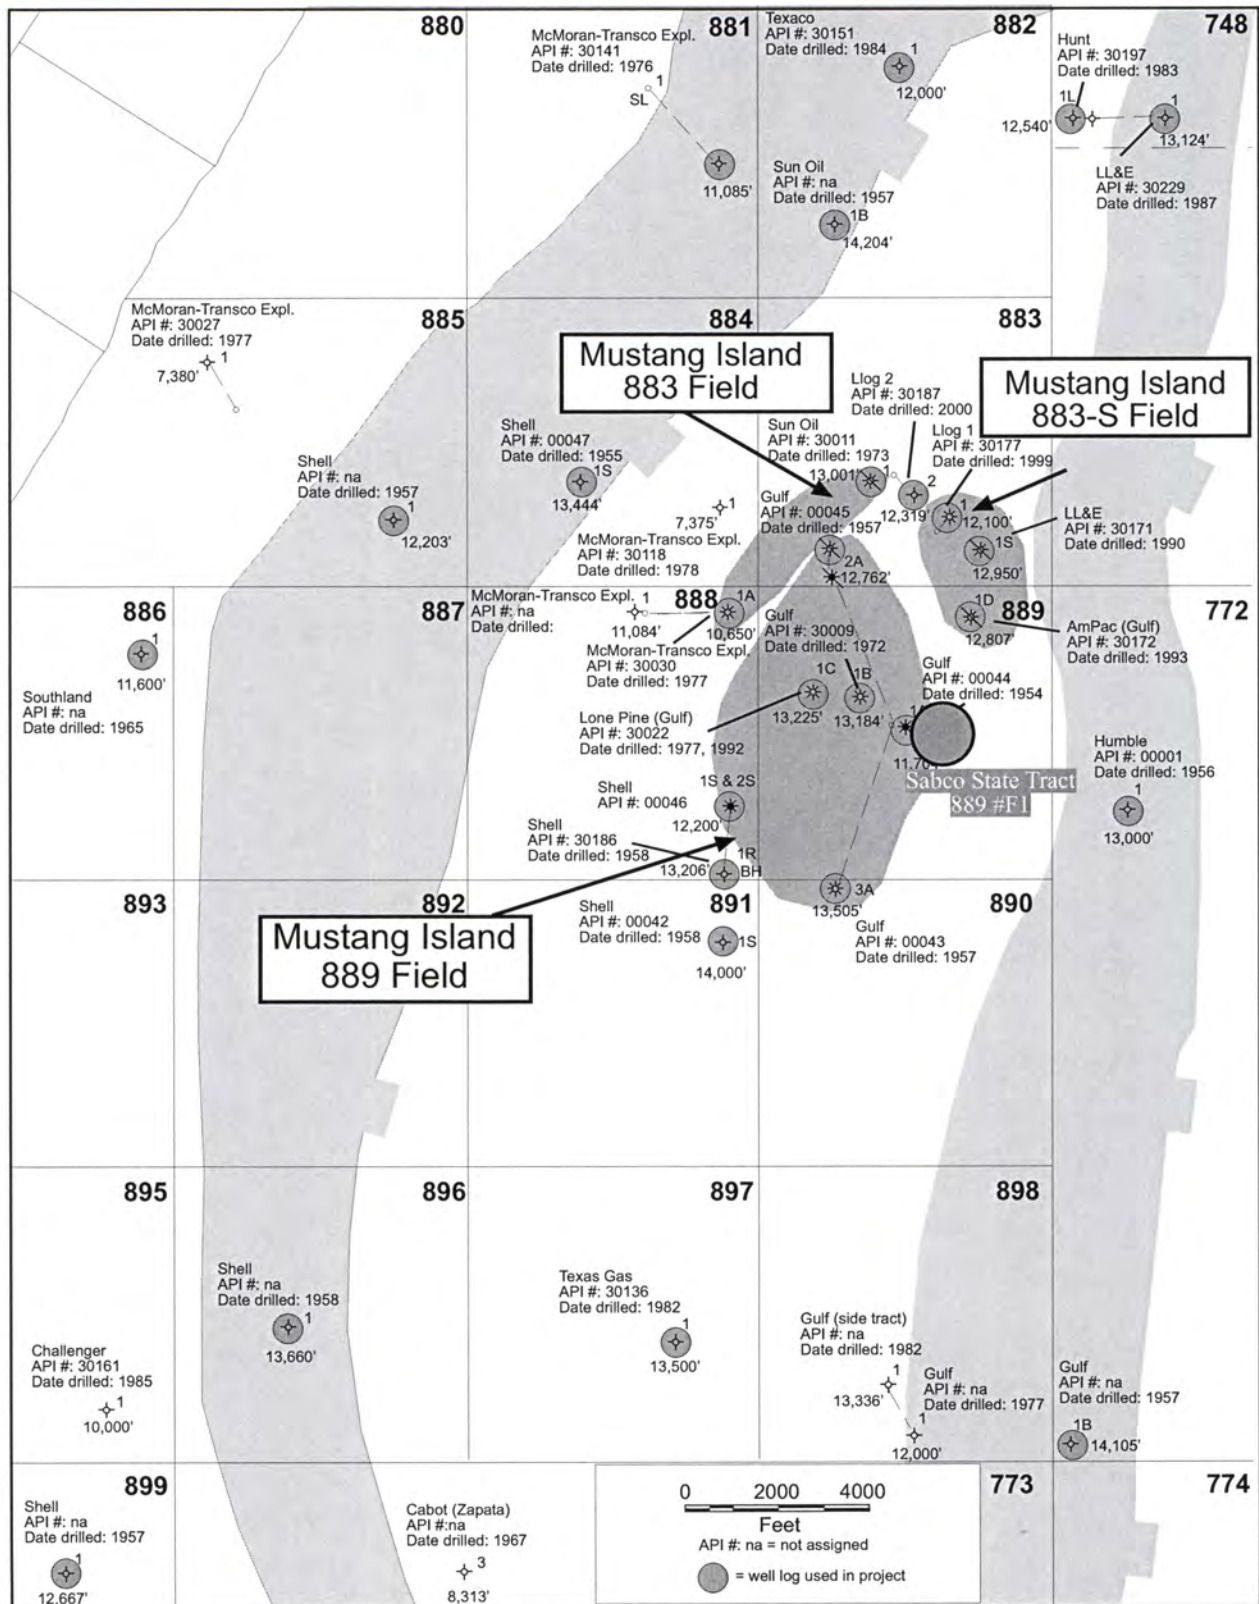 880
McMoran-Transco Expl.
API #: 30141
Date drilled: 1976
1
SL
11,085'
881
Texaco
API #: 30151
Date drilled: 1984
1
12,000'
882
Sun Oil
API #: na
Date drilled: 1957
1B
14,204'
748
Hunt
API #: 30197
Date drilled: 1983
1L
12,540'
1
13,124'
LL&E
API #: 30229
Date drilled: 1987
McMoran-Transco Expl.
API #: 30027
Date drilled: 1977
1
7,380'
885
Shell
API #: na
Date drilled: 1957
1
12,203'
884
Shell
API #: 00047
Date drilled: 1955
1S
13,444'
1
7,375'
McMoran-Transco Expl.
API #: 30118
Date drilled: 1978
883
Mustang Island
883 Field
Mustang Island
883-S Field
Llog 2
API #: 30187
Date drilled: 2000
2
12,319'
Sun Oil
API #: 30011
Date drilled: 1973
13,001'
1
Llog 1
API #: 30177
Date drilled: 1999
1
12,100'
Gulf
API #: 00045
Date drilled: 1957
2A
12,762'
LL&E
API #: 30171
Date drilled: 1990
1S
12,950'
886
1
11,600'
Southland
API #: na
Date drilled: 1965
887
McMoran-Transco Expl.
API #: na
Date drilled:
1
11,084'
888
1A
10,650'
McMoran-Transco Expl.
API #: 30030
Date drilled: 1977
Gulf
API #: 30009
Date drilled: 1972
1B
13,184'
1C
13,225'
Lone Pine (Gulf)
API #: 30022
Date drilled: 1977, 1992
889
1D
12,807'
AmPac (Gulf)
API #: 30172
Date drilled: 1993
Gulf
API #: 00044
Date drilled: 1954
Sabco State Tract
889 #F1
772
Humble
API #: 00001
Date drilled: 1956
1
13,000'
1S & 2S
Shell
API #: 00046
12,200'
Shell
API #: 30186
Date drilled: 1958
1R
13,206'
BH
Mustang Island
889 Field
893
892
891
Shell
API #: 00042
Date drilled: 1958
1S
14,000'
890
3A
13,505'
Gulf
API #: 00043
Date drilled: 1957
895
Challenger
API #: 30161
Date drilled: 1985
1
10,000'
896
Shell
API #: na
Date drilled: 1958
1
13,660'
897
Texas Gas
API #: 30136
Date drilled: 1982
1
13,500'
898
Gulf (side tract)
API #: na
Date drilled: 1982
1
13,336'
Gulf
API #: na
Date drilled: 1977
1
12,000'
Gulf
API #: na
Date drilled: 1957
1B
14,105'
899
Shell
API #: na
Date drilled: 1957
1
12,667'
Cabot (Zapata)
API #:na
Date drilled: 1967
3
8,313'
773
774
0 2000 4000
Feet
API #: na = not assigned
= well log used in project